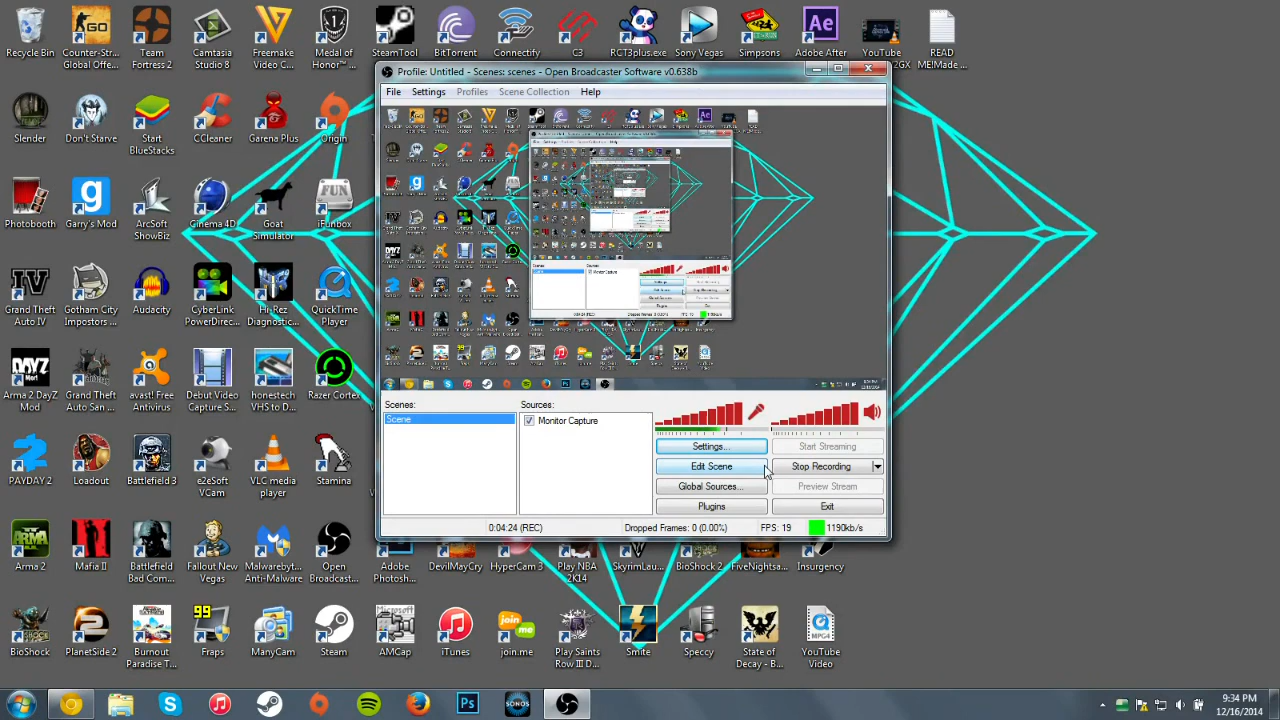 Recycle Bin
Counter-Str...
Global Offe...
Team
Fortress 2
Camtasia
Studio 8
Freemake
Video C...
Medal of
Honor™ ...
SteamTool
BitTorrent
Connectify
C3
RCT3plus.exe
Sony Vegas
Simpsons
Adobe After
YouTube
READ
ME!Made ...
Profile: Untitled - Scenes: scenes - Open Broadcaster Software v0.638b
File
Settings
Profiles
Scene Collection
Help
Slender
Don't Starve
Start
BlueStacks
CCleaner
Garena Plus
Origin
Photobooth
Garry's Mod
ArcSoft
ShowBiz
Cinema 4D
Goat
Simulator
iFunbox
Grand Theft
Auto IV
Gotham City
Impostors ...
Audacity
CyberLink
PowerDirect...
Hi-Rez
Diagnostic...
QuickTime
Player
Arma 2 DayZ
Mod
Grand Theft
Auto San ...
avast! Free
Antivirus
Debut Video
Capture S...
honestech
VHS to D...
Razer Cortex
Scenes:
Scene
Sources:
Monitor Capture
Settings...
Start Streaming
Edit Scene
Stop Recording
Global Sources...
Preview Stream
Plugins
Exit
0:04:24 (REC)
Dropped Frames: 0 (0.00%)
FPS: 19
1190kb/s
PAYDAY 2
Loadout
Battlefield 3
e2eSoft
VCam
VLC media
player
Stamina
Arma 2
Mafia II
Battlefield
Bad Com...
Fallout New
Vegas
Malwarebyt...
Anti-Malware
Open
Broadcast...
Adobe
Photosh...
DevilMayCry
HyperCam 3
Play NBA
2K14
SkyrimLau...
BioShock 2
FiveNightsa...
Insurgency
BioShock
PlanetSide 2
Burnout
Paradise T...
99
Fraps
ManyCam
Steam
AMCap
iTunes
join.me
Play Saints
Row III D...
Smite
Speccy
State of
Decay - B...
YouTube
Video
9:34 PM
12/16/2014